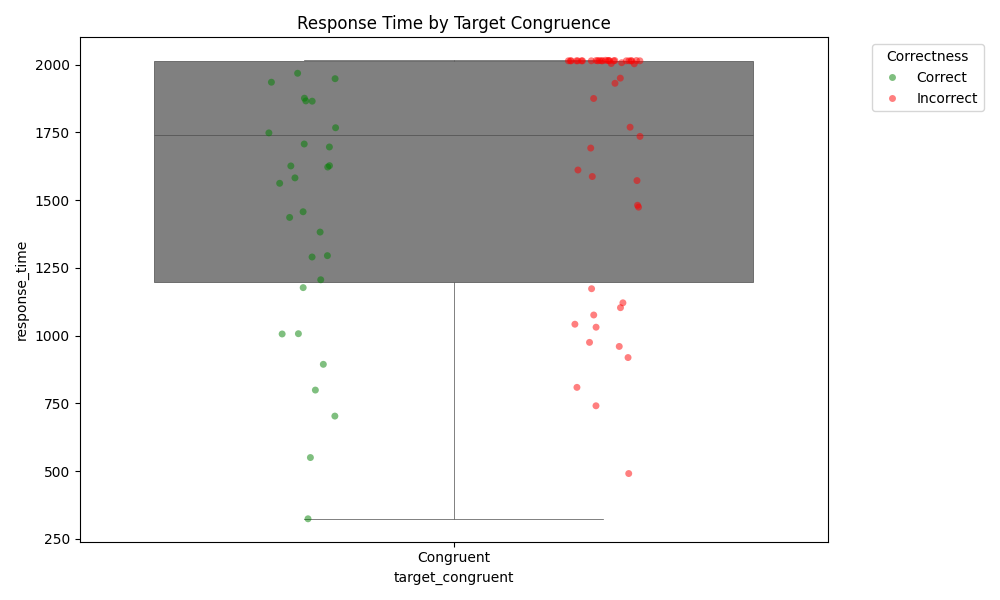 Response Time by Target Congruence
Correctness
Correct
Incorrect
2000
1750
1500
1250
1000
750
500
250
response_time
Congruent
target_congruent